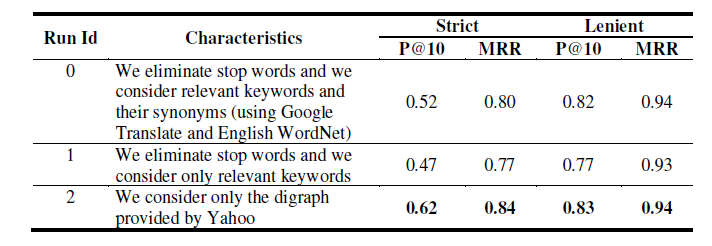 Run Id Characteristics Strict Lenient
P@10 MRR P@10 MRR
0 We eliminate stop words and we
consider relevant keywords and
their synonyms (using Google
Translate and English WordNet) 0.52 0.80 0.82 0.94
1 We eliminate stop words and we
consider only relevant keywords 0.47 0.77 0.77 0.93
2 We consider only the digraph
provided by Yahoo 0.62 0.84 0.83 0.94